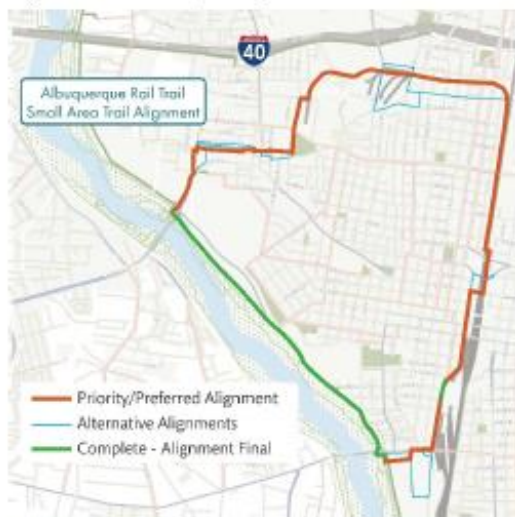 40
Albuquerque Rail Trail
Small Area Trail Alignment
Priority/Preferred Alignment
Alternative Alignments
Complete - Alignment Final